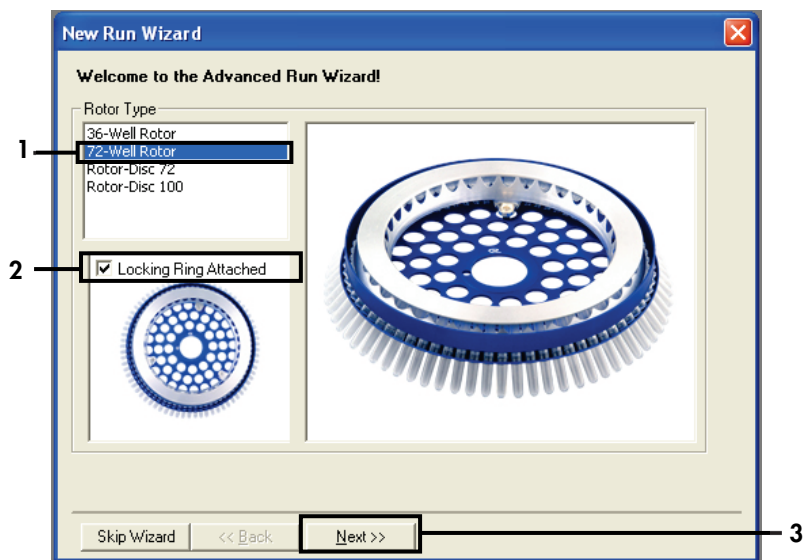 New Run Wizard
Welcome to the Advanced Run Wizard!
Rotor Type
36-Well Rotor
1
72-Well Rotor
Rotor-Disc 72
Rotor-Disc 100
2
Locking Ring Attached
Skip Wizard
<< Back
Next >>
3